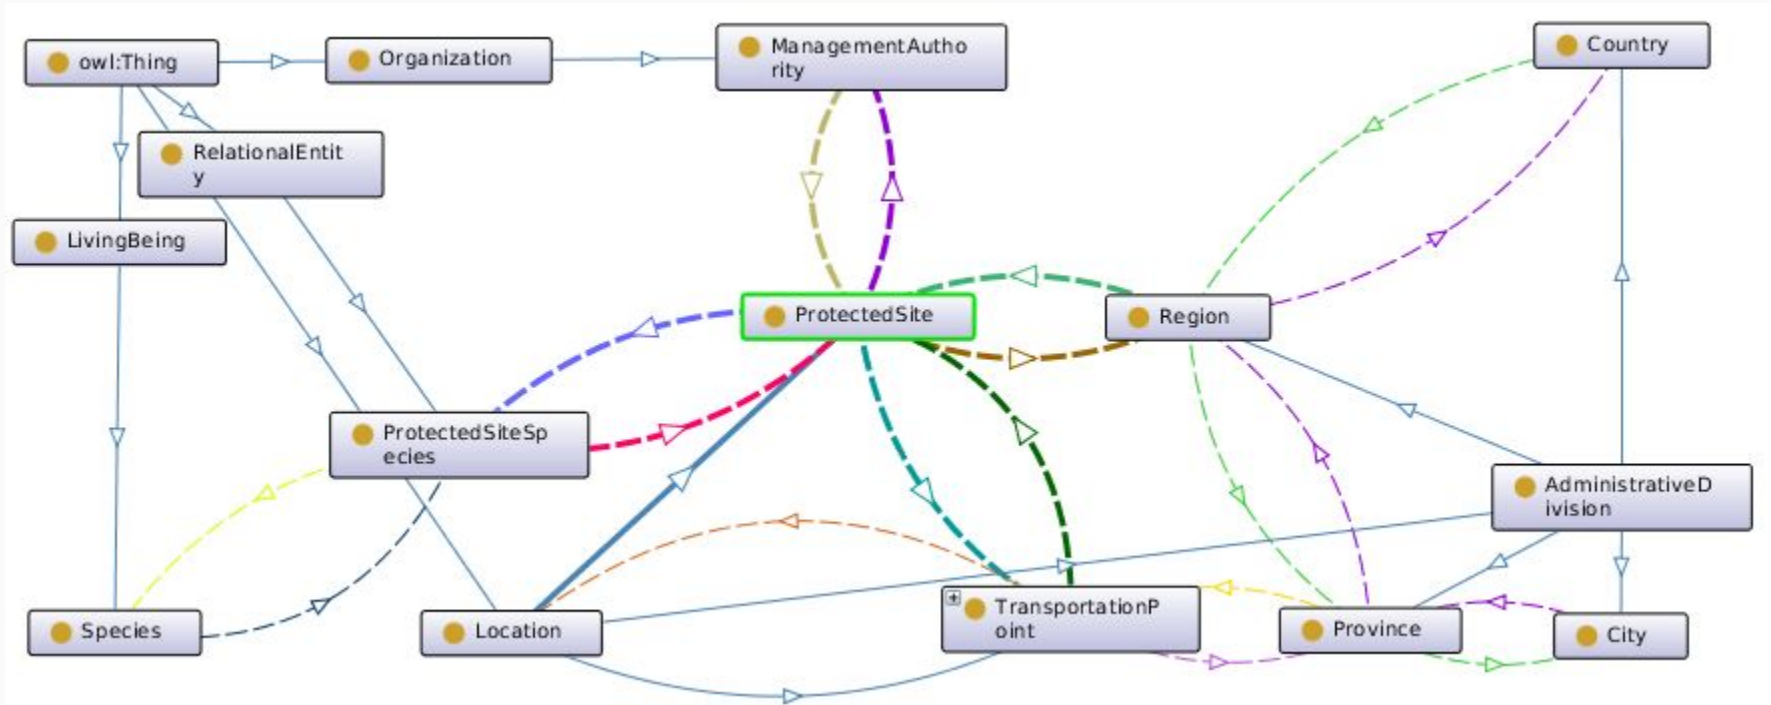 owl:Thing
Organization
ManagementAutho
rity
Country
RelationalEntit
y
LivingBeing
ProtectedSite
Region
ProtectedSiteSp
ecies
AdministrativeD
ivision
Species
Location
TransportationP
oint
Province
City